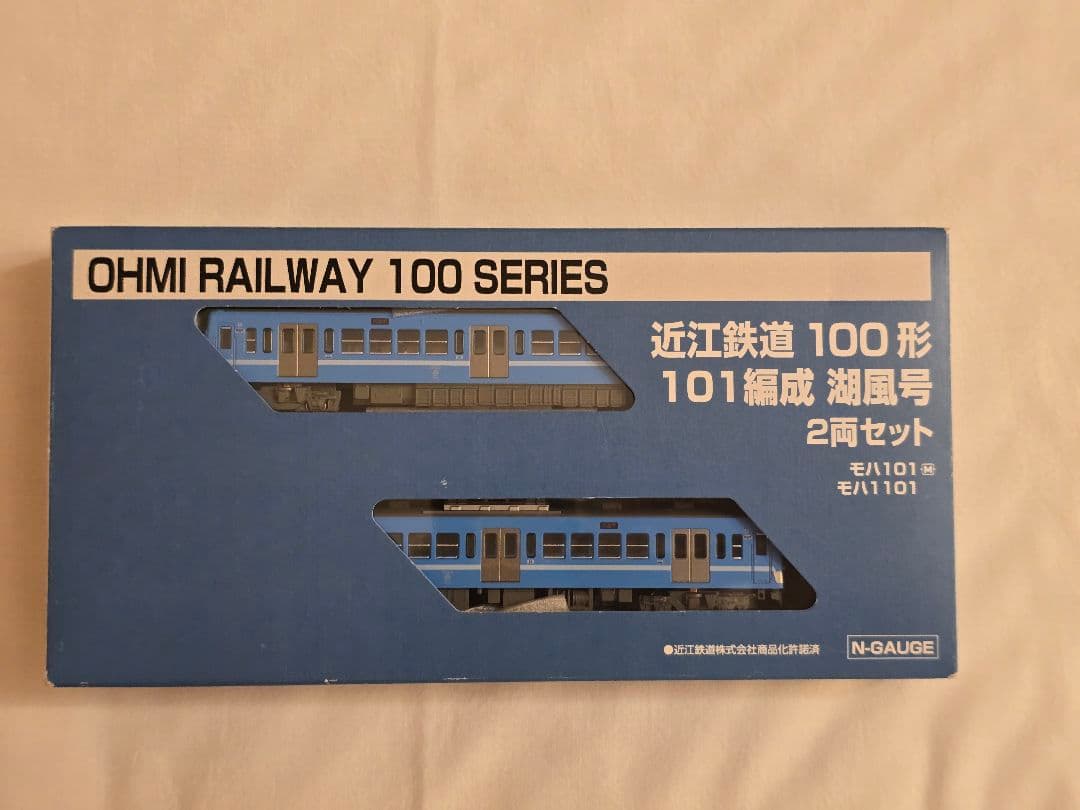 OHMI RAILWAY 100 SERIES
近江鉄道 100形
101編成 湖風号
2両セット
モハ101Ⓜ
モハ1101
●近江鉄道株式会社商品化許諾済
N-GAUGE